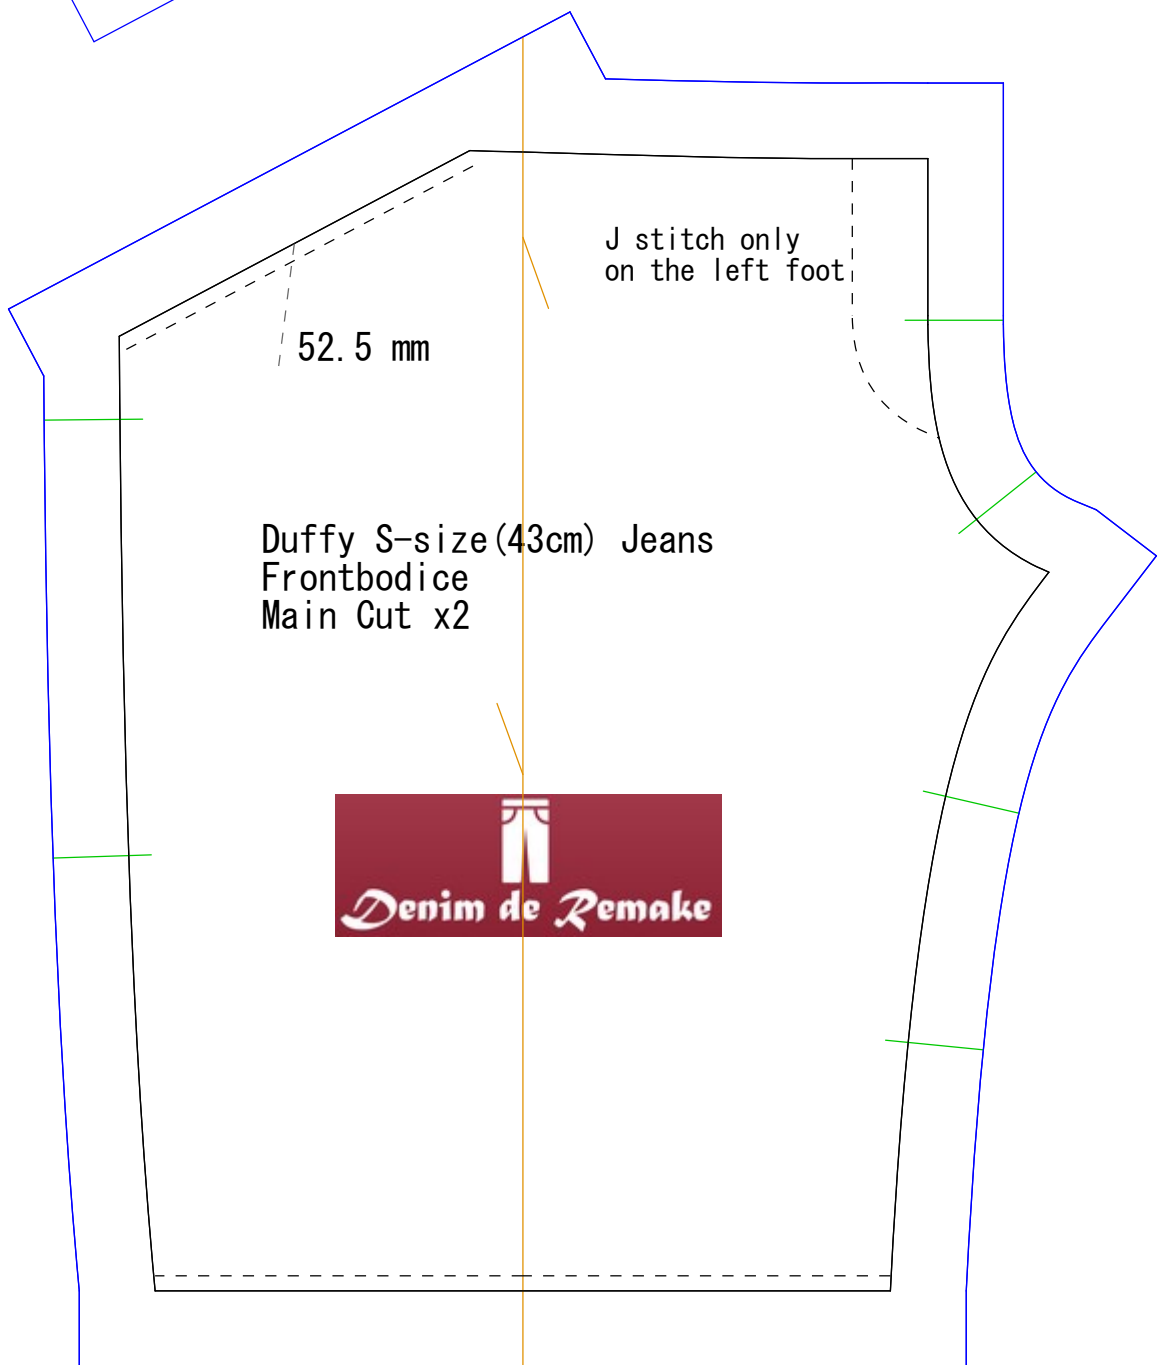 J stitch only
on the left foot
52.5 mm
Duffy S-size(43cm) Jeans
Frontbodice
Main Cut x2
Denim de Remake